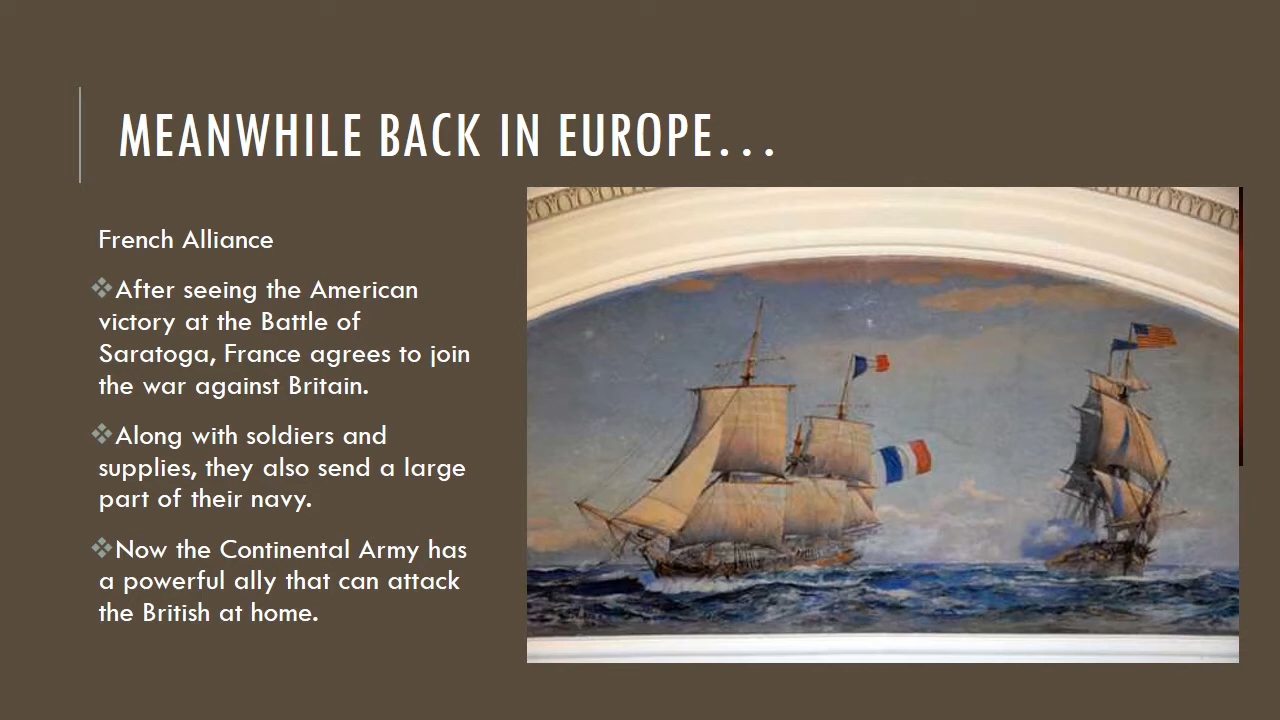 MEANWHILE BACK IN EUROPE...
French Alliance
❖After seeing the American
victory at the Battle of
Saratoga, France agrees to join
the war against Britain.
❖Along with soldiers and
supplies, they also send a large
part of their navy.
❖Now the Continental Army has
a powerful ally that can attack
the British at home.